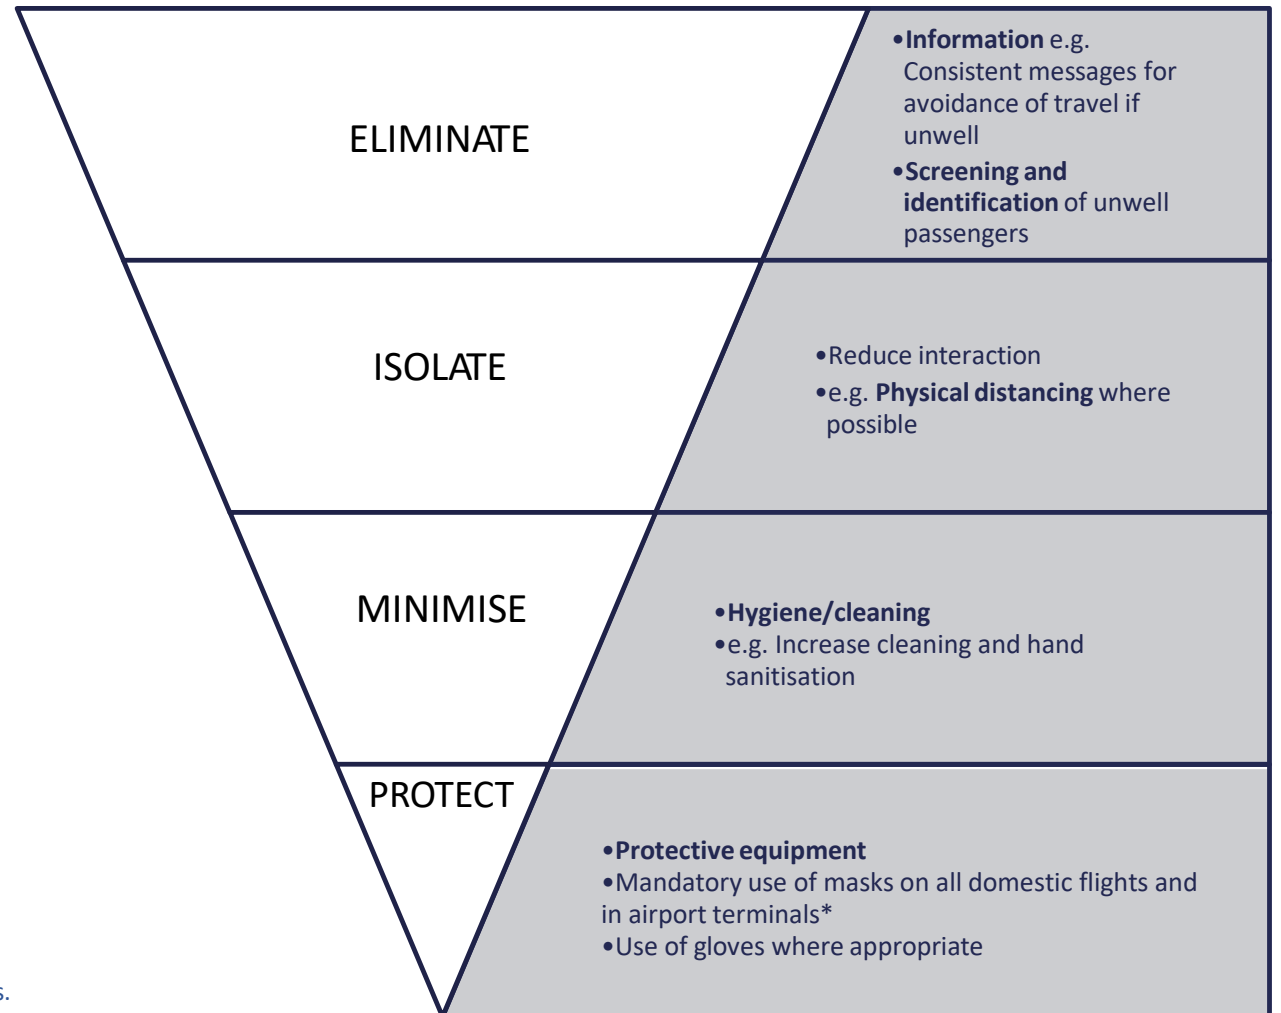 ELIMINATE
•Information e.g.
Consistent messages for
avoidance of travel if
unwell
•Screening and
identification of unwell
passengers
ISOLATE
•Reduce interaction
•e.g. Physical distancing where
possible
MINIMISE
•Hygiene/cleaning
•e.g. Increase cleaning and hand
sanitisation
PROTECT
•Protective equipment
•Mandatory use of masks on all domestic flights and
in airport terminals*
•Use of gloves where appropriate
s.